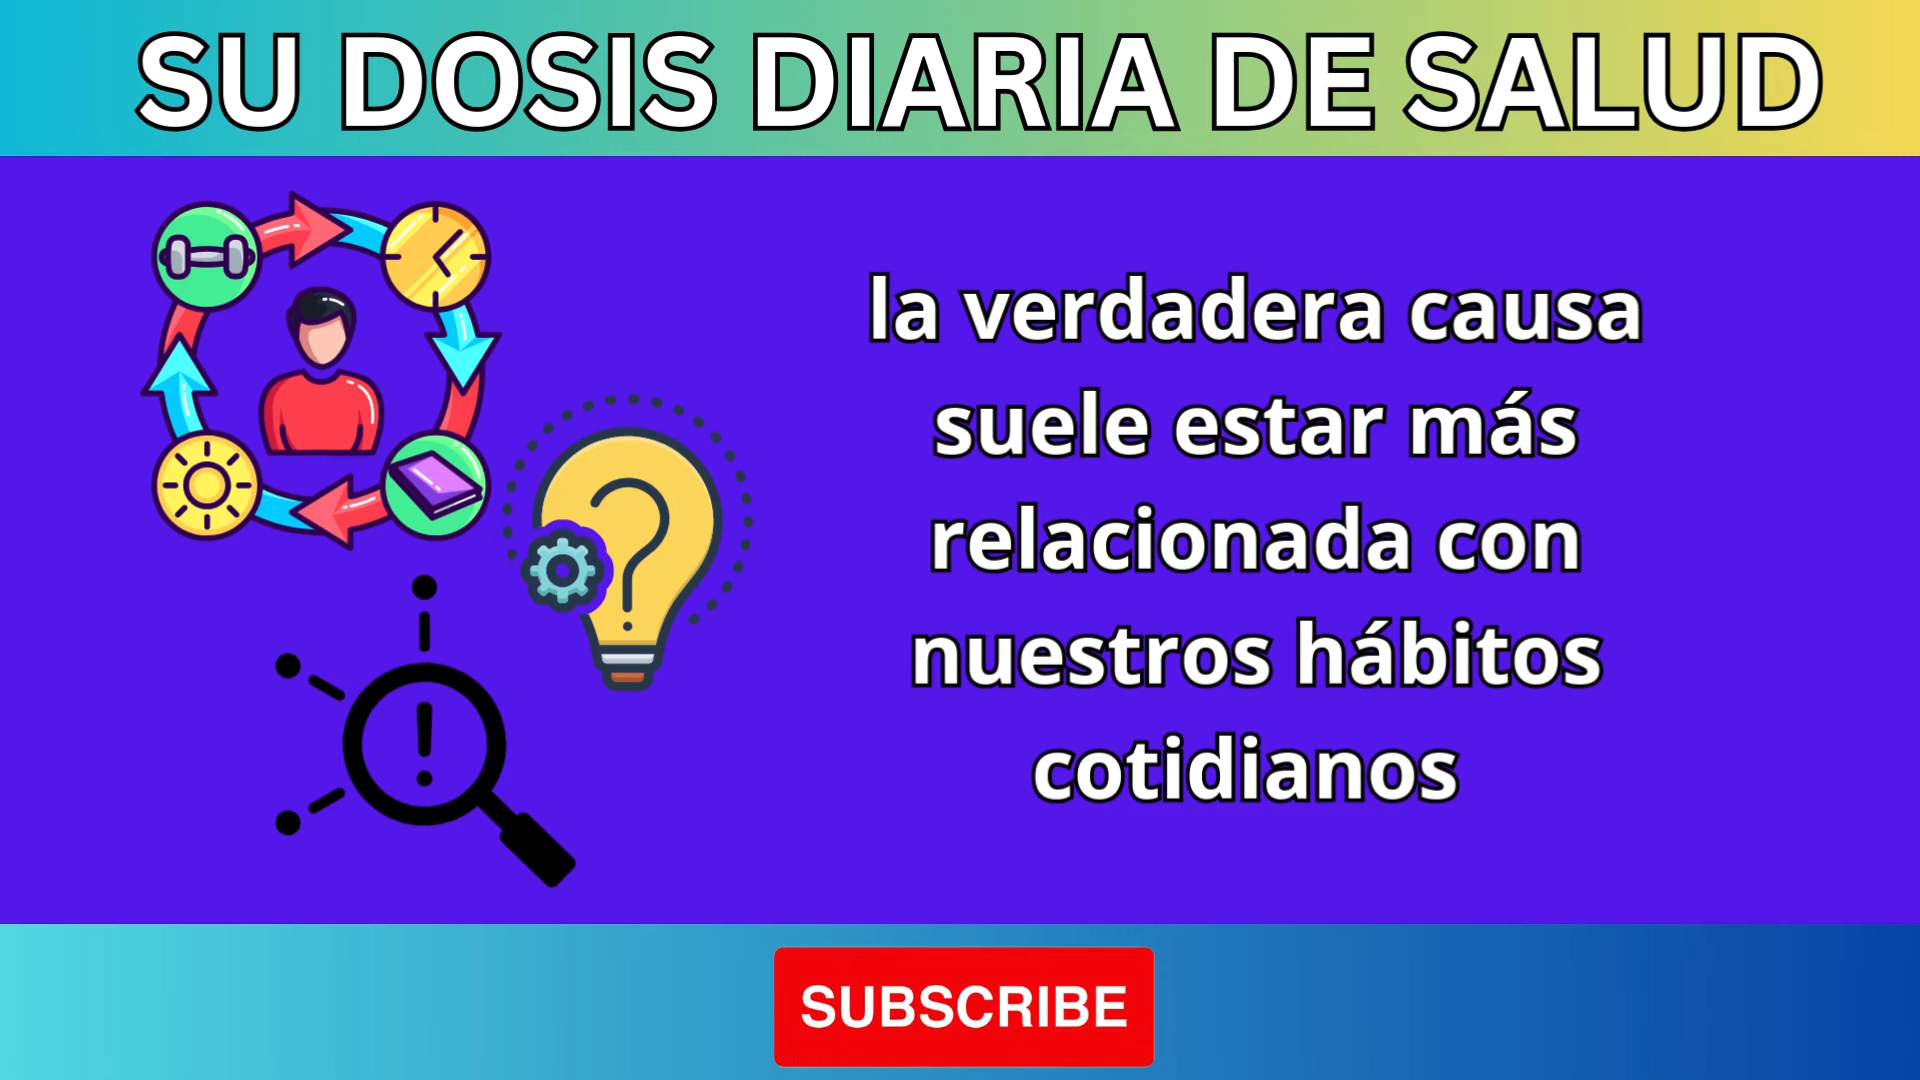 SU DOSIS DIARIA DE SALUD
la verdadera causa
suele estar más
relacionada con
nuestros hábitos
cotidianos
SUBSCRIBE